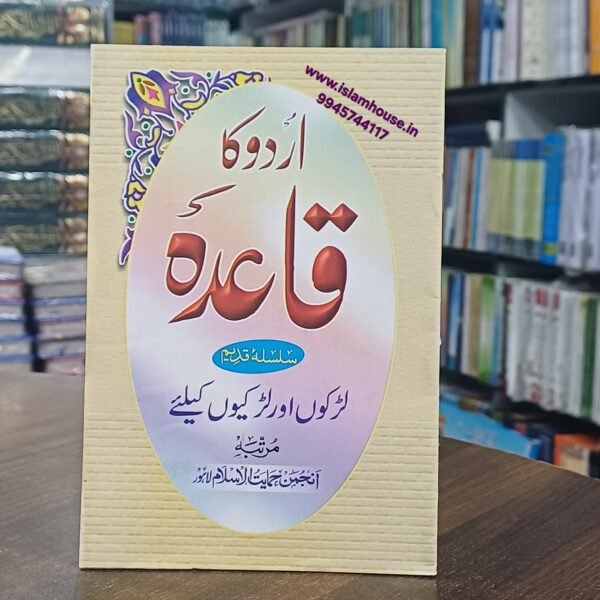 www.islamhouse.in
9945744117
اردو کا
قاعدہ
سلسلۂ قدیم
لڑکوں اور لڑکیوں کیلئے
مرتبہ
انجمن حمایت الاسلام لاہور